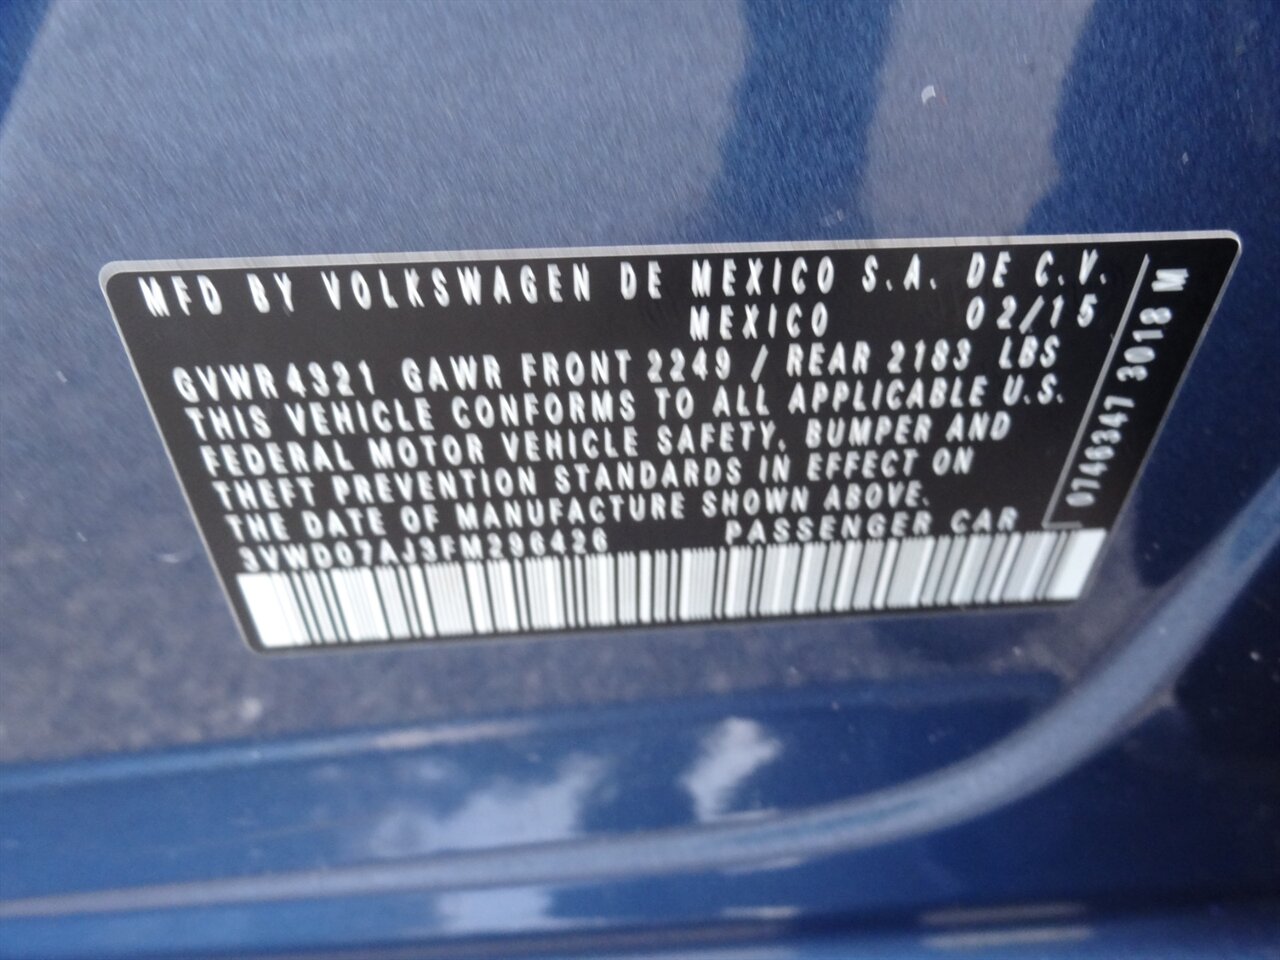 MFD BY VOLKSWAGEN DE MEXICO S.A. DE C.V.
MEXICO 02/15
GVWR 4321 GAWR FRONT 2249 / REAR 2183 LBS
THIS VEHICLE CONFORMS TO ALL APPLICABLE U.S.
FEDERAL MOTOR VEHICLE SAFETY, BUMPER AND
THEFT PREVENTION STANDARDS IN EFFECT ON
THE DATE OF MANUFACTURE SHOWN ABOVE.
3VWD07AJ3FM296426 PASSENGER CAR
0746347 3018 M